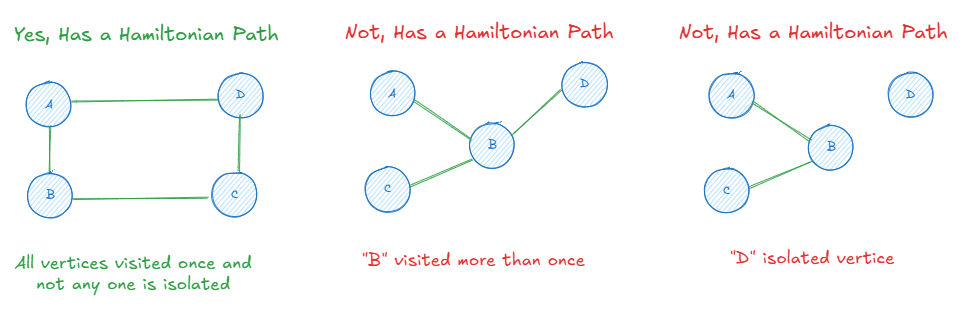 Yes, Has a Hamiltonian Path
A
D
B
C
All vertices visited once and
not any one is isolated
Not, Has a Hamiltonian Path
A
D
B
C
"B" visited more than once
Not, Has a Hamiltonian Path
A
D
B
C
"D" isolated vertice